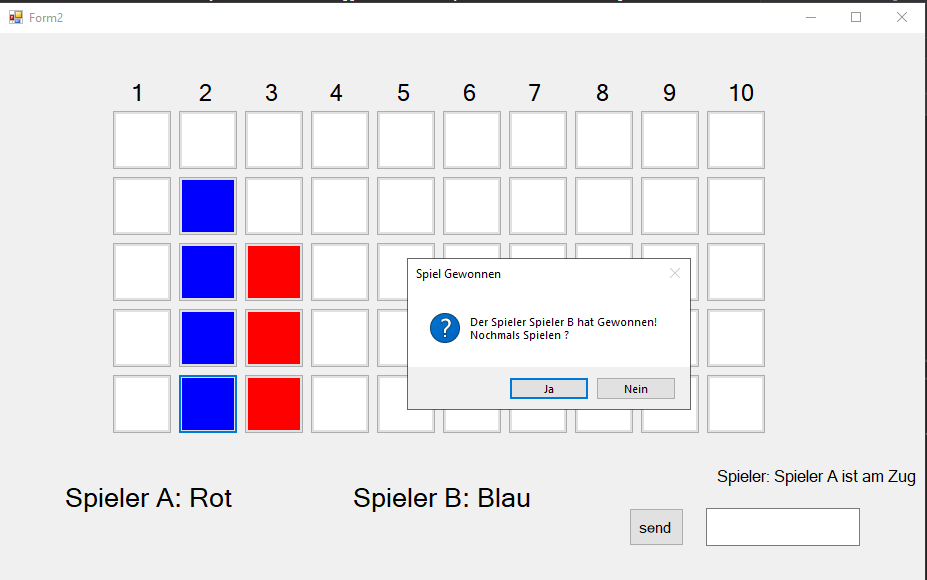 Form2
1 2 3 4 5 6 7 8 9 10
Spiel Gewonnen
Der Spieler Spieler B hat Gewonnen!
Nochmals Spielen ?
Ja Nein
Spieler: Spieler A ist am Zug
Spieler A: Rot Spieler B: Blau
send